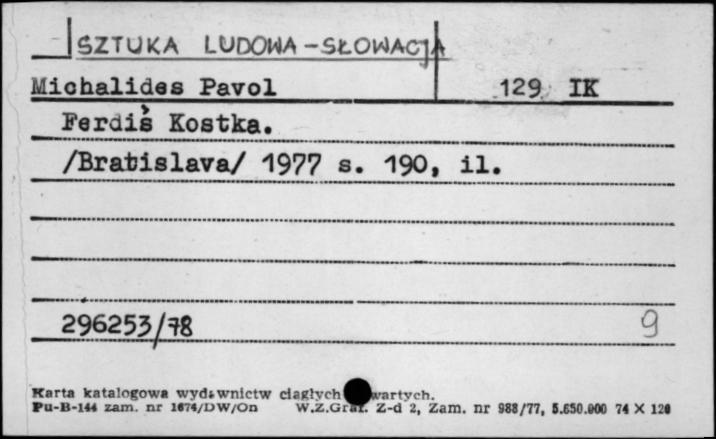 SZTUKA LUDOWA - SŁOWACJA
Michalides Pavol 129 IK
Ferdiš Kostka.
/Bratislava/ 1977 s. 190, il.
296253/78 9
Karta katalogowa wydawnictw ciągłych wartych.
Pu-B-144 zam. nr 1674/DW/On W.Z.Graf. Z-d 2, Zam. nr 988/77, 5.650.000 74 X 120